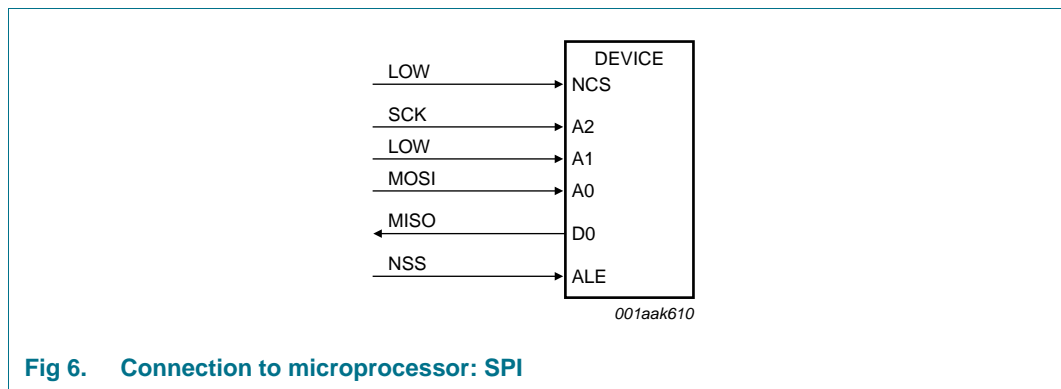 DEVICE
LOW NCS
SCK A2
LOW A1
MOSI A0
MISO D0
NSS ALE
001aak610
Fig 6. Connection to microprocessor: SPI